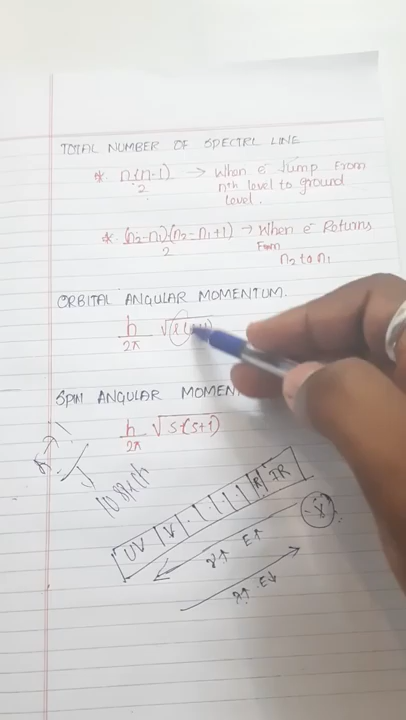 TOTAL NUMBER OF SPECTRL LINE
* n(n-1)/2 → When e⁻ Jump From
nth level to ground
level.
* (n₂-n₁)(n₂-n₁+1)/2 → When e⁻ Returns
From
n₂ to n₁
ORBITAL ANGULAR MOMENTUM.
h/2π √l(
SPIN ANGULAR MOMEN
h/2π √s(s+1)
UV V R IR
ν↑ E↑
λ↑ E↓